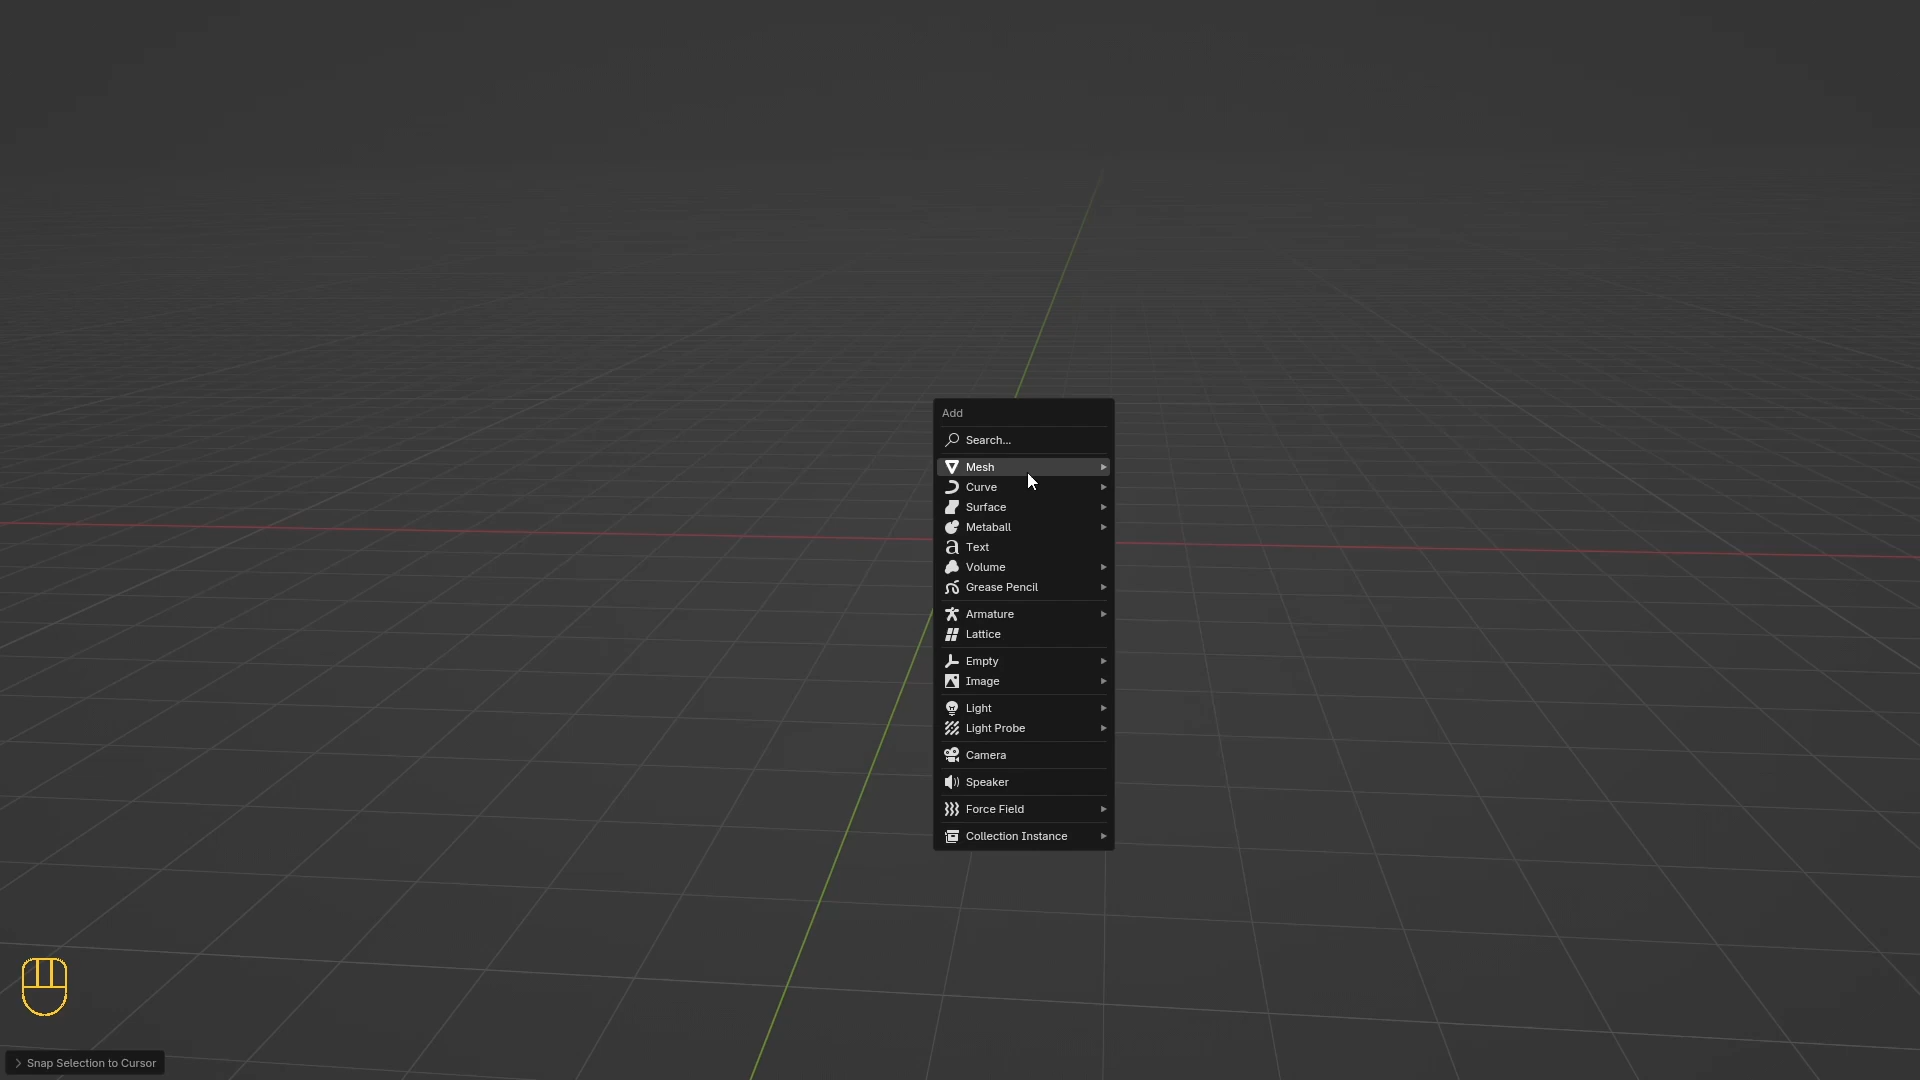 Add
Search...
Mesh
Curve
Surface
Metaball
Text
Volume
Grease Pencil
Armature
Lattice
Empty
Image
Light
Light Probe
Camera
Speaker
Force Field
Collection Instance
Snap Selection to Cursor